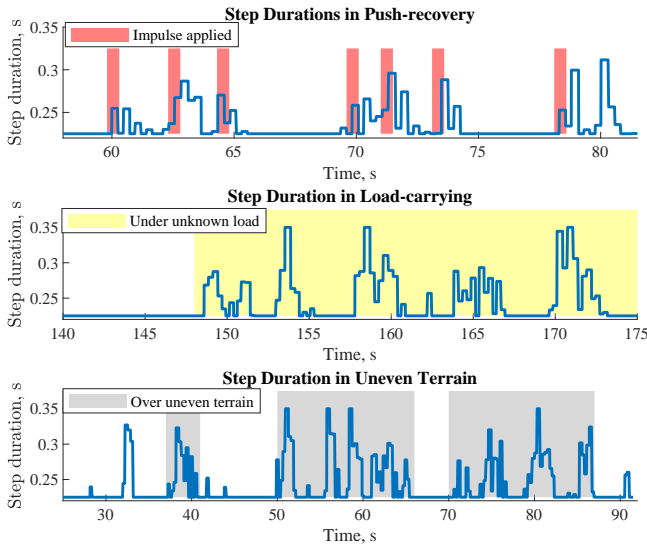 Step Durations in Push-recovery
Impulse applied
Step duration, s
0.35
0.3
0.25
60 65 70 75 80
Time, s
Step Duration in Load-carrying
Under unknown load
Step duration, s
0.35
0.3
0.25
140 145 150 155 160 165 170 175
Time, s
Step Duration in Uneven Terrain
Over uneven terrain
Step duration, s
0.35
0.3
0.25
30 40 50 60 70 80 90
Time, s